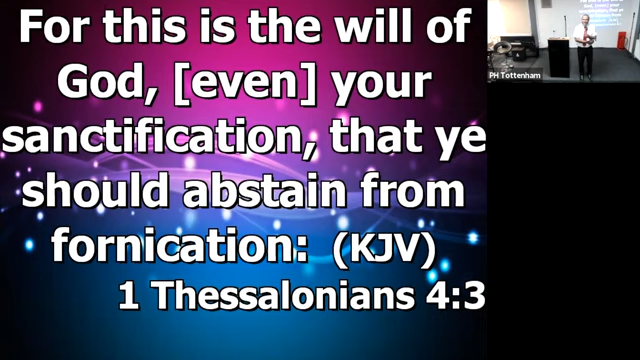 For this is the will of
God, [even] your
sanctification, that ye
should abstain from
fornication: (KJV)
1 Thessalonians 4:3
PH Tottenham